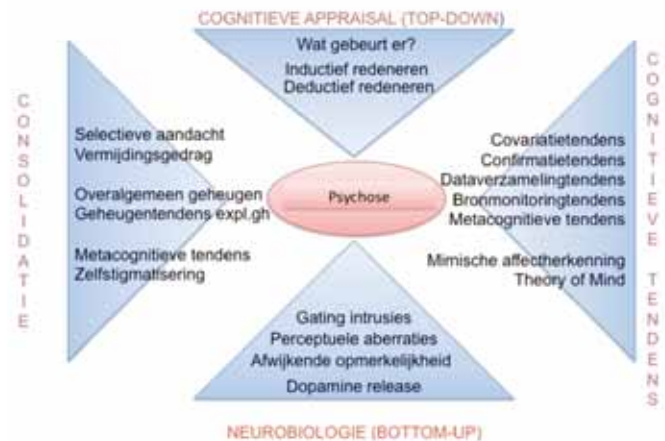 COGNITIEVE APPRAISAL (TOP-DOWN)
Wat gebeurt er?
Inductief redeneren
Deductief redeneren
CONSOLIDATIE
Selectieve aandacht
Vermijdingsgedrag
Overalgemeen geheugen
Geheugentendens expl.gh
Metacognitieve tendens
Zelfstigmatisering
Psychose
Covariatietendens
Confirmatietendens
Dataverzamelingtendens
Bronmonitoringtendens
Metacognitieve tendens
Mimische affectherkenning
Theory of Mind
COGNITIEVE TENDENS
Gating intrusies
Perceptuele aberraties
Afwijkende opmerkelijkheid
Dopamine release
NEUROBIOLOGIE (BOTTOM-UP)